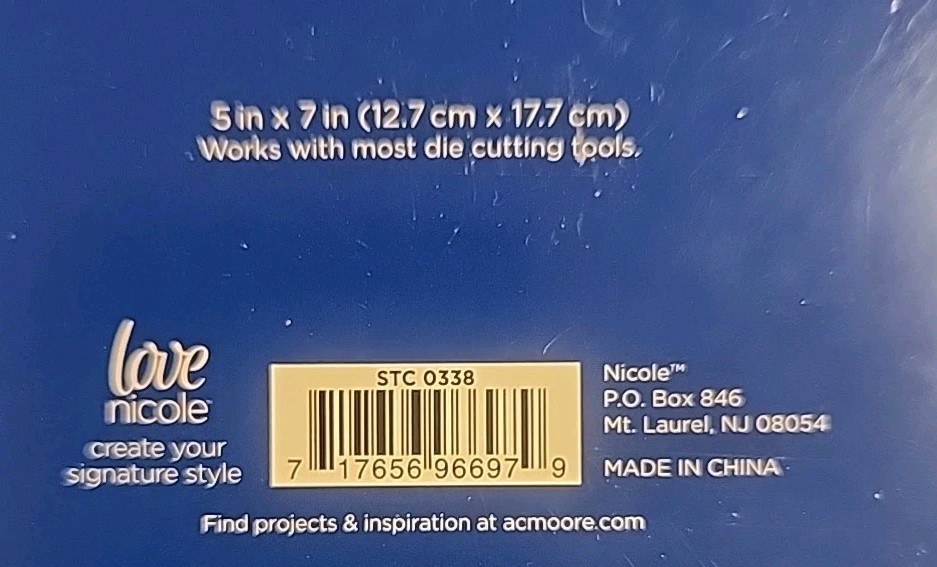 5 in x 7 in (12.7 cm x 17.7 cm)
Works with most die cutting tools.
love
nicole™
create your
signature style
STC 0338
7 17656 96697 9
Nicole™
P.O. Box 846
Mt. Laurel, NJ 08054
MADE IN CHINA
Find projects & inspiration at acmoore.com